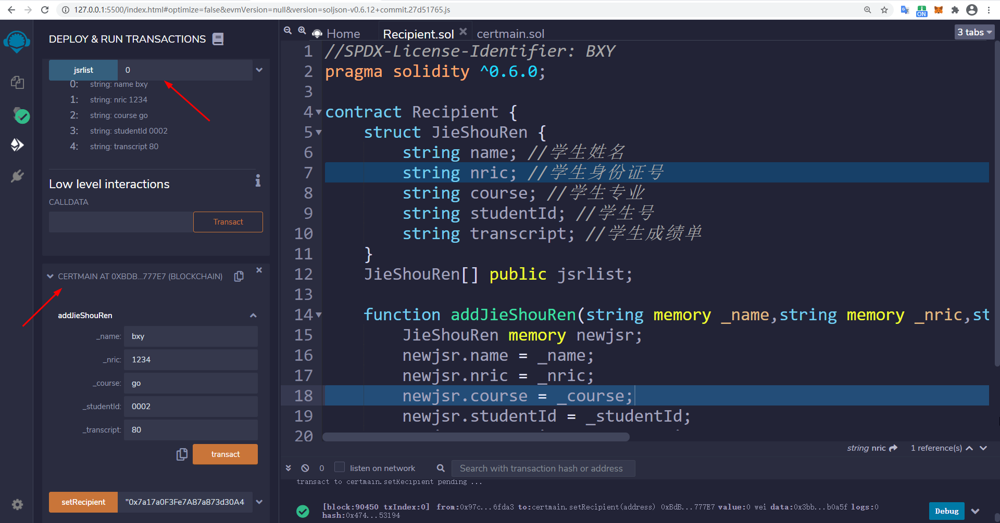 127.0.0.1:5500/index.html#optimize=false&evmVersion=null&version=soljson-v0.6.12+commit.27d51765.js
ON
DEPLOY & RUN TRANSACTIONS
jsrlist 0
0: string: name bxy
1: string: nric 1234
2: string: course go
3: string: studentId 0002
4: string: transcript 80
Low level interactions
CALLDATA
Transact
CERTMAIN AT 0XBDB...777E7 (BLOCKCHAIN)
addJieShouRen
_name: bxy
_nric: 1234
_course: go
_studentId: 0002
_transcript: 80
transact
setRecipient "0x7a17a0F3Fe7A87a873d30A4
Home Recipient.sol certmain.sol
3 tabs
1 //SPDX-License-Identifier: BXY
2 pragma solidity ^0.6.0;
3
4 contract Recipient {
5 struct JieShouRen {
6 string name; //学生姓名
7 string nric; //学生身份证号
8 string course; //学生专业
9 string studentId; //学生号
10 string transcript; //学生成绩单
11 }
12 JieShouRen[] public jsrlist;
13
14 function addJieShouRen(string memory _name,string memory _nric,st
15 JieShouRen memory newjsr;
16 newjsr.name = _name;
17 newjsr.nric = _nric;
18 newjsr.course = _course;
19 newjsr.studentId = _studentId;
20
string nric 1 reference(s)
0 listen on network Search with transaction hash or address
transact to certmain.setRecipient pending ...
[block:90450 txIndex:0] from:0x97c...6fda3 to:certmain.setRecipient(address) 0xBdB...777E7 value:0 wei data:0x3bb...b0a5f logs:0
hash:0x474...53194
Debug